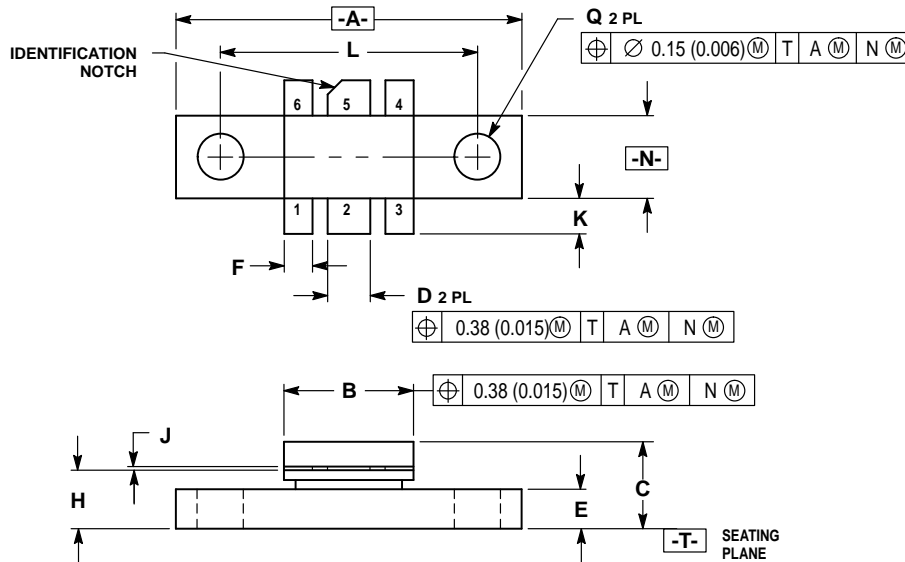 -A-
Q 2 PL
L
IDENTIFICATION
NOTCH
⌖ ∅ 0.15 (0.006) Ⓜ T A Ⓜ N Ⓜ
6 5 4
-N-
1 2 3
K
F
D 2 PL
⌖ 0.38 (0.015) Ⓜ T A Ⓜ N Ⓜ
B
⌖ 0.38 (0.015) Ⓜ T A Ⓜ N Ⓜ
J
H
E
C
-T- SEATING
PLANE